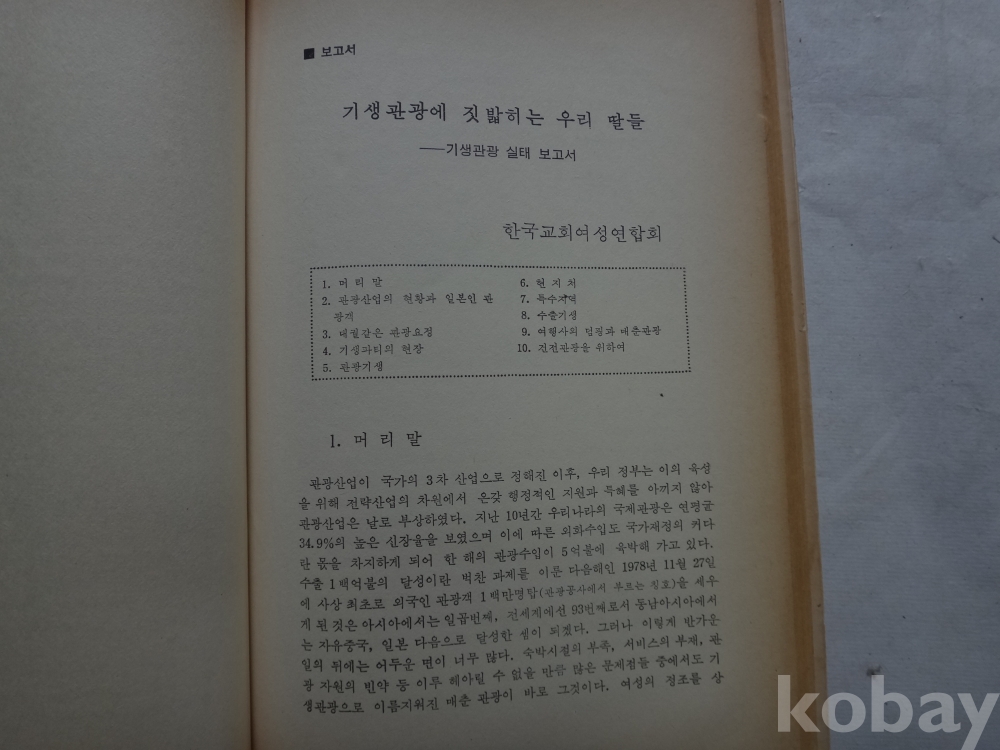 ■ 보고서
기생관광에 짓밟히는 우리 딸들
──기생관광 실태 보고서
한국교회여성연합회
1. 머 리 말
2. 관광산업의 현황과 일본인 관
광객
3. 대궐같은 관광요정
4. 기생파티의 현장
5. 관광기생
6. 현 지 처
7. 특수지역
8. 수출기생
9. 여행사의 덤핑과 매춘관광
10. 건전관광을 위하여
1. 머 리 말
관광산업이 국가의 3차 산업으로 정해진 이후, 우리 정부는 이의 육성
을 위해 전략산업의 차원에서 온갖 행정적인 지원과 특혜를 아끼지 않아
관광산업은 날로 부상하였다. 지난 10년간 우리나라의 국제관광은 연평균
34.9%의 높은 신장율을 보였으며 이에 따른 외화수입도 국가재정의 커다
란 몫을 차지하게 되어 한 해의 관광수입이 5억불에 육박해 가고 있다.
수출 1백억불의 달성이란 벅찬 과제를 이룬 다음해인 1978년 11월 27일
에 사상 최초로 외국인 관광객 1백만명탑(관광공사에서 부르는 칭호)을 세우
게 된 것은 아시아에서는 일곱번째, 전세계에선 93번째로서 동남아시아에서
는 자유중국, 일본 다음으로 달성한 셈이 되겠다. 그러나 이렇게 반가운
일의 뒤에는 어두운 면이 너무 많다. 숙박시설의 부족, 서비스의 부재, 관
광 자원의 빈약 등 이루 헤아릴 수 없을 만큼 많은 문제점들 중에서도 기
생관광으로 이름지워진 매춘 관광이 바로 그것이다. 여성의 정조를 상
kobay